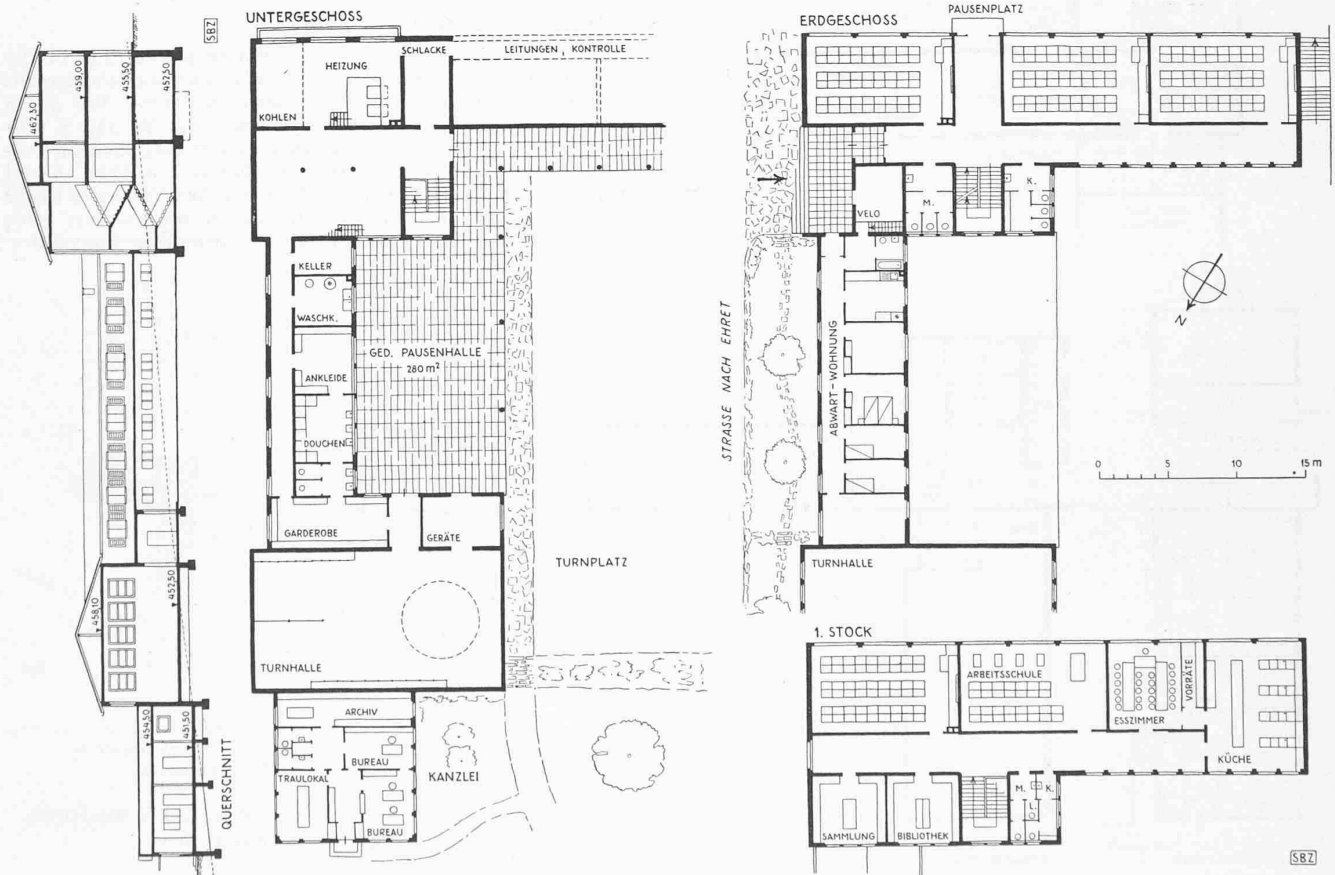 SBZ
UNTERGESCHOSS
SCHLACKE
LEITUNGEN, KONTROLLE
HEIZUNG
KOHLEN
KELLER
WASCHK.
GED. PAUSENHALLE
280 m²
ANKLEIDE
DOUCHEN
GARDEROBE
GERÄTE
TURNPLATZ
TURNHALLE
ARCHIV
BUREAU
KANZLEI
TRAULOKAL
BUREAU
462,30
459,00
455,50
452,50
458,10
452,50
454,50
451,50
QUERSCHNITT
ERDGESCHOSS
PAUSENPLATZ
VELO
M.
K.
STRASSE NACH EHRET
ABWART-WOHNUNG
N
0 5 10 15 m
TURNHALLE
1. STOCK
ARBEITSSCHULE
ESSZIMMER
VORRÄTE
KÜCHE
M.
K.
L.
SAMMLUNG
BIBLIOTHEK
SBZ